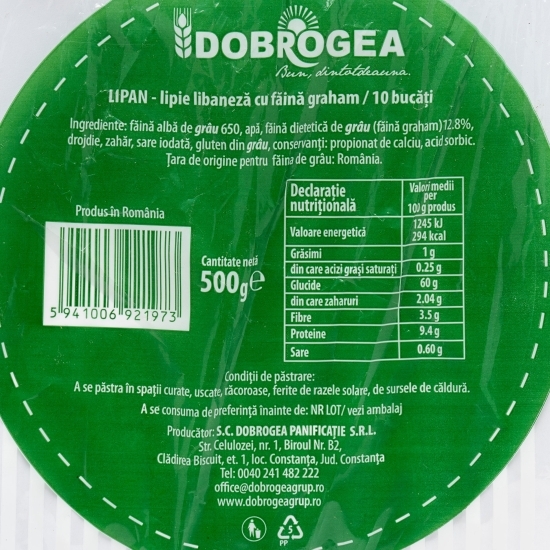 DOBROGEA
Bun, dintotdeauna.
LIPAN - lipie libaneză cu făină graham / 10 bucăți
Ingrediente: făină albă de grâu 650, apă, făină dietetică de grâu (făină graham)12.8%,
drojdie, zahăr, sare iodată, gluten din grâu, conservanți: propionat de calciu, acid sorbic.
Țara de origine pentru făina de grâu: România.
Produs în România
5 941006 921973
Cantitate netă
500g e
Declarație nutrițională Valori medii per 100 g produs
Valoare energetică 1245 kJ 294 kcal
Grăsimi 1 g
din care acizi grași saturați 0.25 g
Glucide 60 g
din care zaharuri 2.04 g
Fibre 3.5 g
Proteine 9.4 g
Sare 0.60 g
Condiții de păstrare:
A se păstra în spații curate, uscate, răcoroase, ferite de razele solare, de sursele de căldură.
A se consuma de preferință înainte de: NR LOT/ vezi ambalaj
Producător: S.C. DOBROGEA PANIFICAȚIE S.R.L.
Str. Celulozei, nr. 1, Biroul Nr. B2,
Clădirea Biscuit, et. 1, loc. Constanța, Jud. Constanța
Tel: 0040 241 482 222
office@dobrogeagrup.ro
www.dobrogeagrup.ro
5
PP